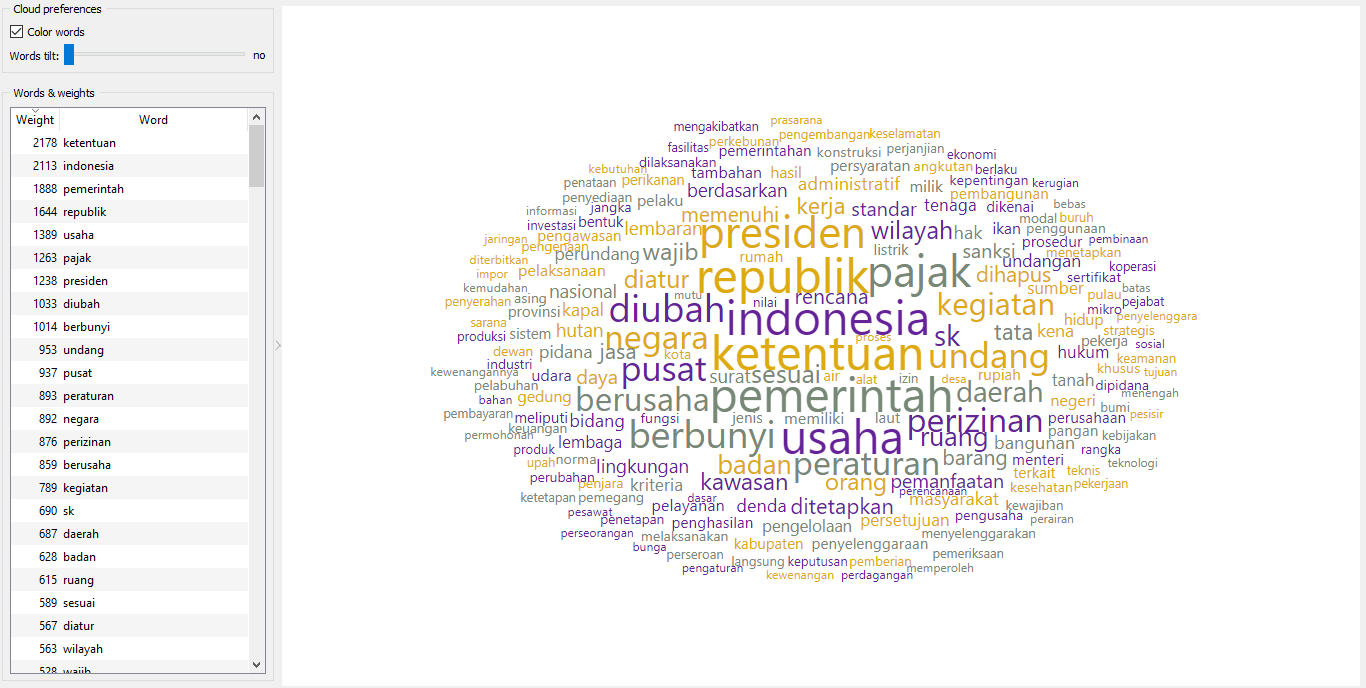 Cloud preferences
Color words
Words tilt: no
Words & weights
Weight Word
2178 ketentuan
2113 indonesia
1888 pemerintah
1644 republik
1389 usaha
1263 pajak
1238 presiden
1033 diubah
1014 berbunyi
953 undang
937 pusat
893 peraturan
892 negara
876 perizinan
859 berusaha
789 kegiatan
690 sk
687 daerah
628 badan
615 ruang
589 sesuai
567 diatur
563 wilayah
528 wajib
prasarana
mengakibatkan
pengembangan keselamatan
fasilitas perkebunan
pemerintahan konstruksi perjanjian ekonomi
dilaksanakan
kebutuhan tambahan hasil persyaratan angkutan berlaku
penataan perikanan berdasarkan administratif milik kepentingan kerugian
penyediaan pelaku pembangunan
informasi jangka memenuhi kerja standar tenaga dikenai bebas
investasi bentuk lembaran presiden wilayah hak ikan modal buruh
penggunaan
jaringan pengawasan
pengenaan perundang wajib listrik sanksi prosedur pembinaan
diterbitkan rumah undangan menetapkan
impor pelaksanaan diatur republik pajak dihapus sertifikat koperasi
kemudahan nasional mutu nilai rencana sumber batas
penyerahan asing kegiatan pulau pejabat
provinsi kapal diubah indonesia mikro
sarana hidup penyelenggara
produksi sistem hutan negara proses sk tata kena strategis
dewan pidana jasa kota ketentuan undang hukum pekerja sosial
industri keamanan
kewenangannya udara daya pusat surat sesuai air alat izin desa rupiah tanah khusus tujuan
pelabuhan dipidana
bahan gedung berusaha pemerintah daerah negeri menengah
pembayaran bumi pesisir
meliputi bidang fungsi jenis memiliki laut perizinan perusahaan
keuangan
permohonan lembaga berbunyi usaha ruang bangunan pangan kebijakan
produk rangka
upah norma lingkungan badan peraturan barang menteri teknologi
perubahan terkait teknis
penjara kriteria kawasan orang pemanfaatan kesehatan pekerjaan
ketetapan pemegang dasar perencanaan
pelayanan denda ditetapkan masyarakat kewajiban
pesawat penetapan penghasilan pengelolaan persetujuan pengusaha perairan
perseorangan melaksanakan menyelenggarakan
bunga kabupaten penyelenggaraan
perseroan langsung keputusan pemberian pemeriksaan
pengaturan memperoleh
kewenangan perdagangan